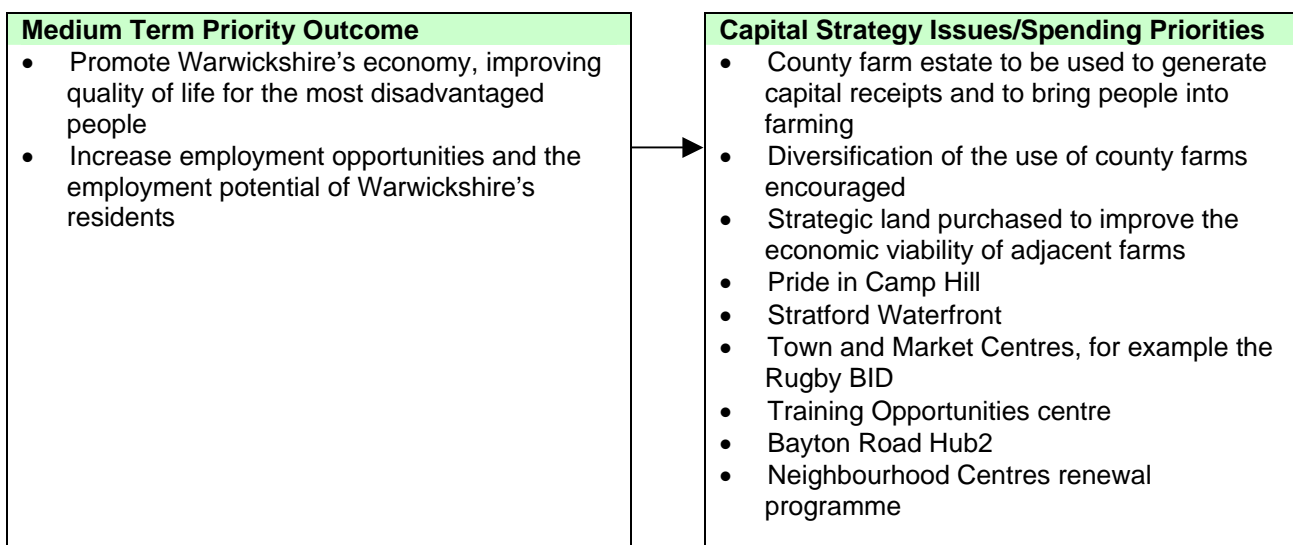 Medium Term Priority Outcome
• Promote Warwickshire's economy, improving
quality of life for the most disadvantaged
people
• Increase employment opportunities and the
employment potential of Warwickshire's
residents
Capital Strategy Issues/Spending Priorities
• County farm estate to be used to generate
capital receipts and to bring people into
farming
• Diversification of the use of county farms
encouraged
• Strategic land purchased to improve the
economic viability of adjacent farms
• Pride in Camp Hill
• Stratford Waterfront
• Town and Market Centres, for example the
Rugby BID
• Training Opportunities centre
• Bayton Road Hub2
• Neighbourhood Centres renewal
programme